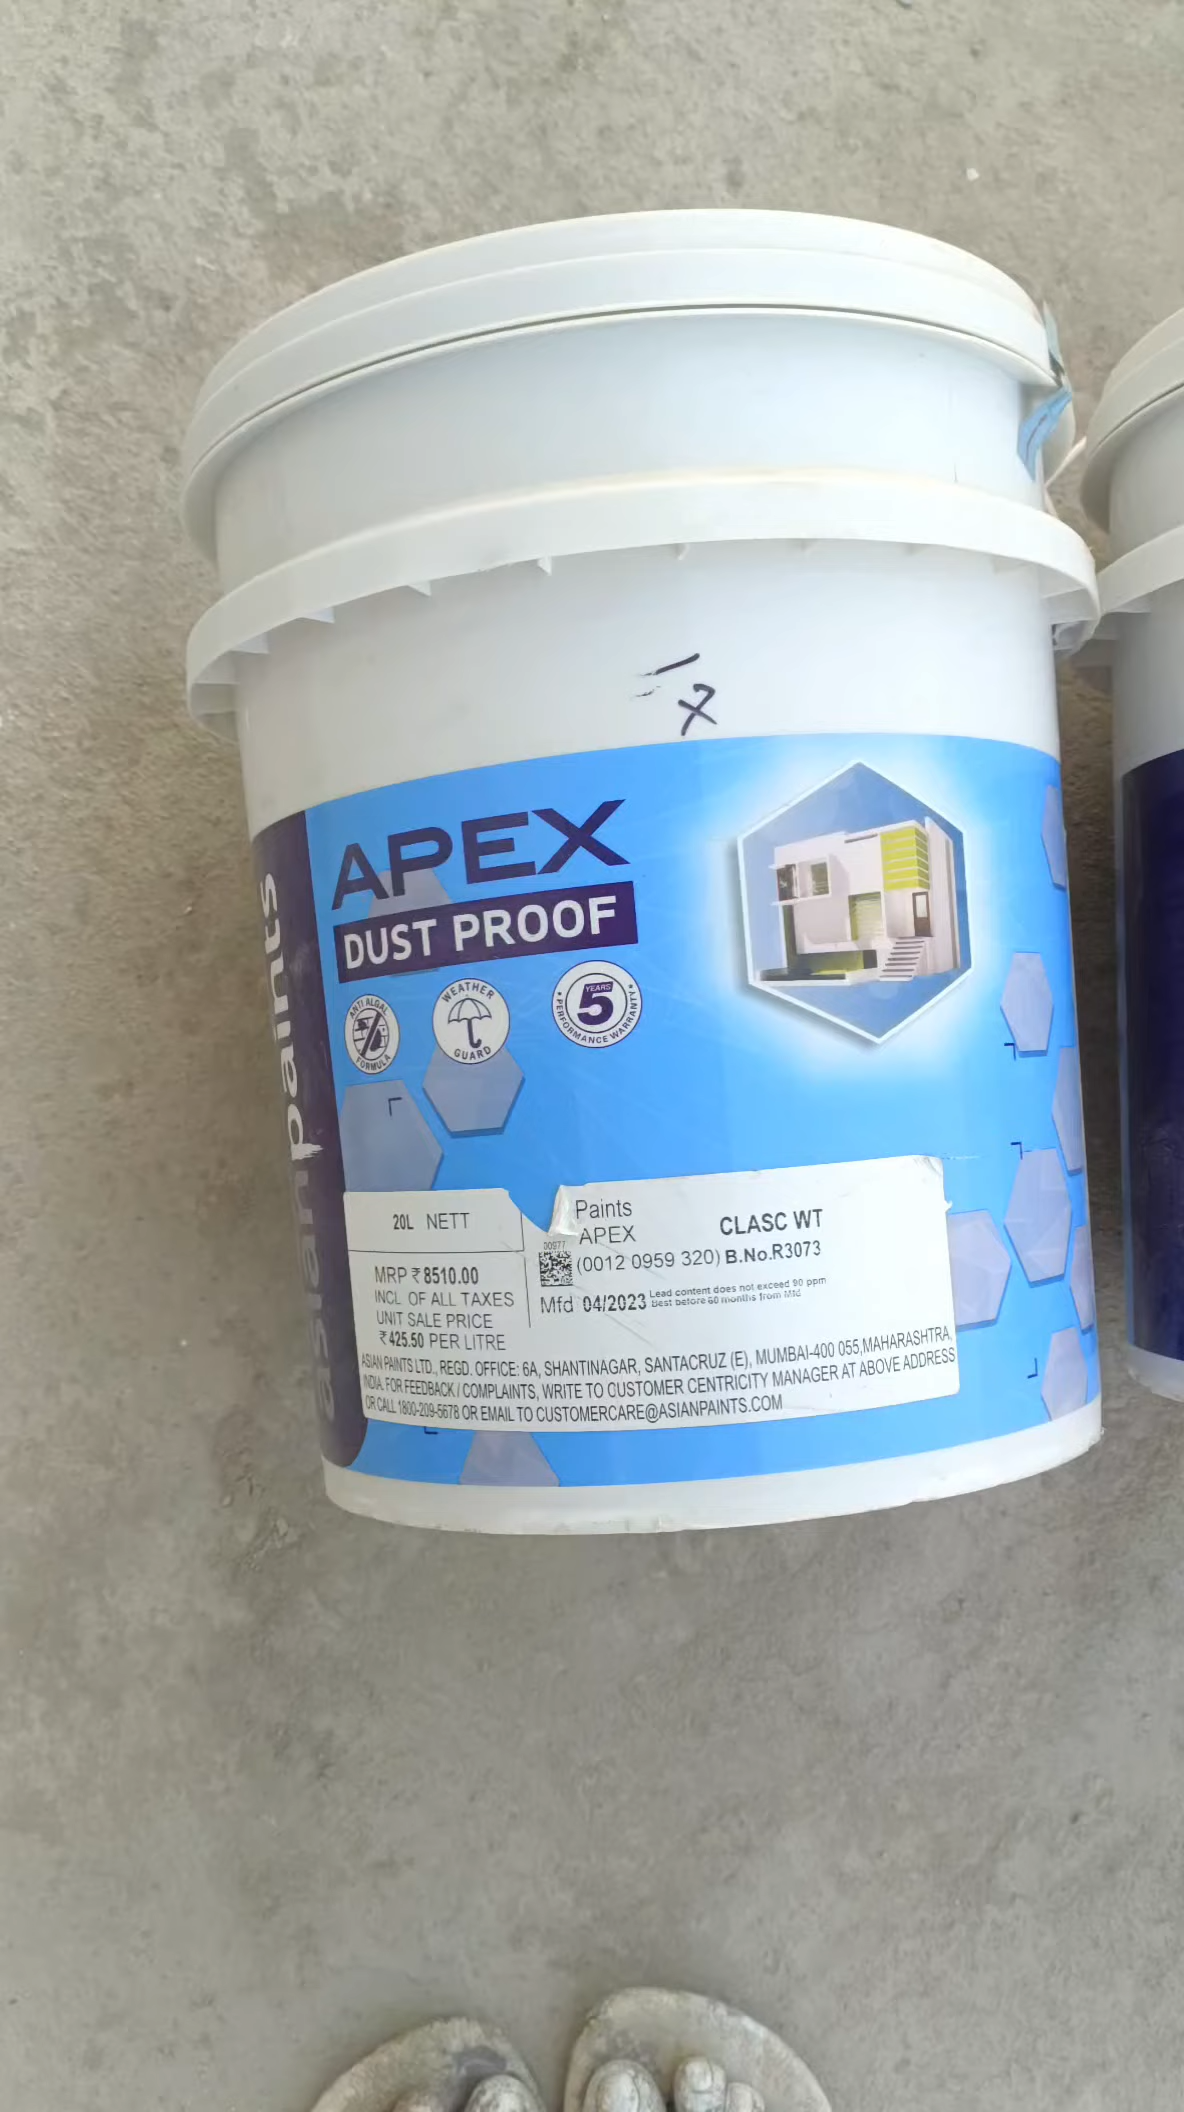 7
APEX
DUST PROOF
asianpaints
ANTI ALGAL FORMULA
WEATHER GUARD
5 YEARS PERFORMANCE WARRANTY
20L NETT
MRP ₹ 8510.00
INCL OF ALL TAXES
UNIT SALE PRICE
₹ 425.50 PER LITRE
Paints
APEX
CLASC WT
00977
(0012 0959 320) B.No.R3073
Mfd 04/2023
Lead content does not exceed 90 ppm
Best before 60 months from Mfd
ASIAN PAINTS LTD., REGD. OFFICE: 6A, SHANTINAGAR, SANTACRUZ (E), MUMBAI-400 055,MAHARASHTRA,
INDIA. FOR FEEDBACK / COMPLAINTS, WRITE TO CUSTOMER CENTRICITY MANAGER AT ABOVE ADDRESS
OR CALL 1800-209-5678 OR EMAIL TO CUSTOMERCARE@ASIANPAINTS.COM